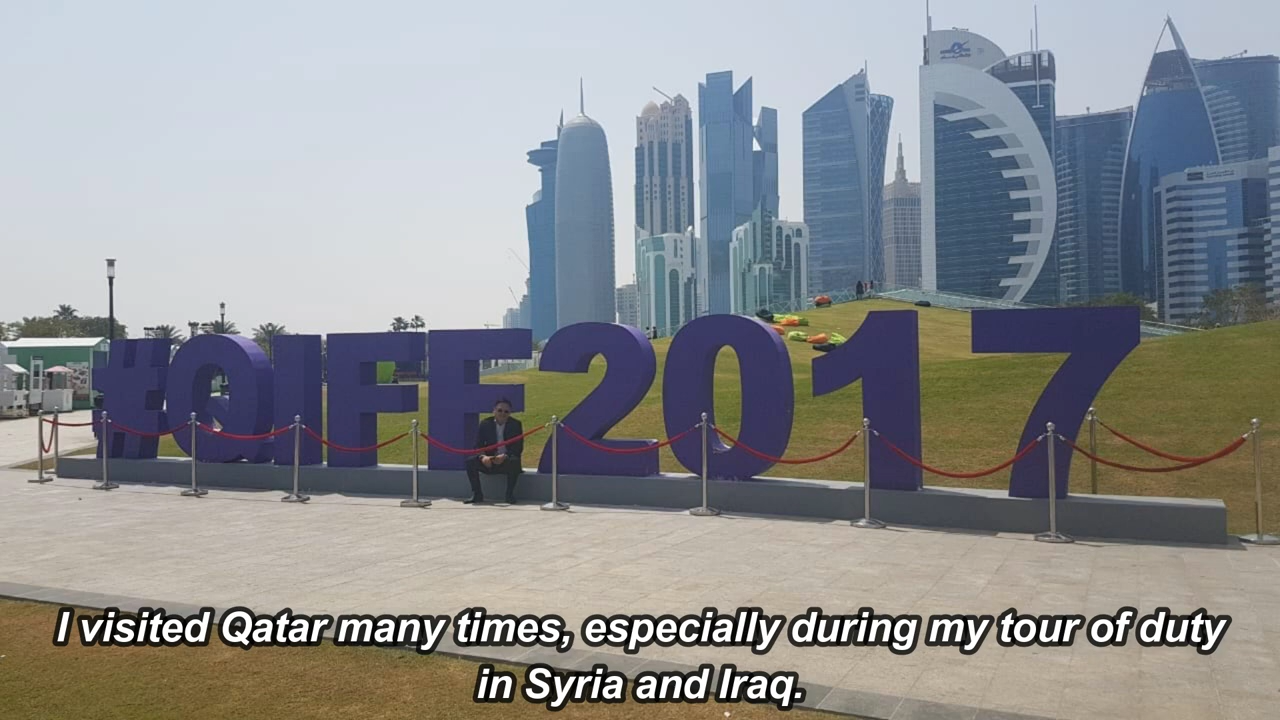 #QIFF2017
I visited Qatar many times, especially during my tour of duty
in Syria and Iraq.